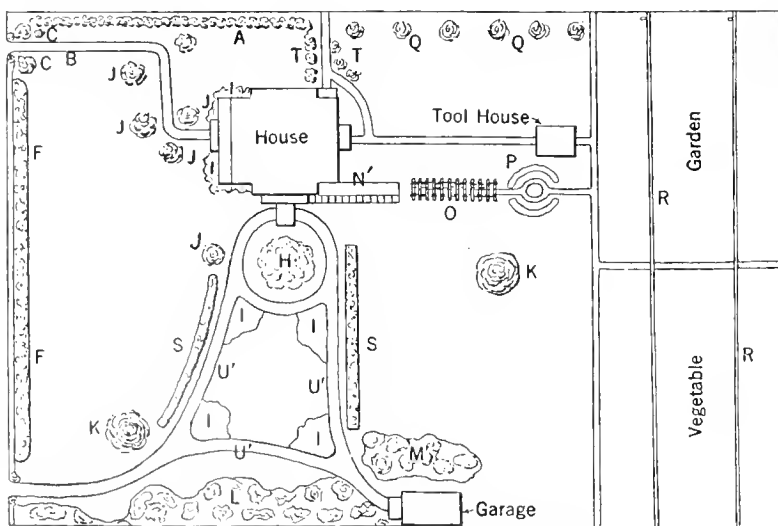 A
C
B
C
T
T
Q
Q
J
J
J
J
I
I
F
House
Tool House
P
N'
O
R
Garden
J
H
K
I
I
S
S
F
U'
U'
R
Vegetable
K
I
I
U'
M
L
Garage